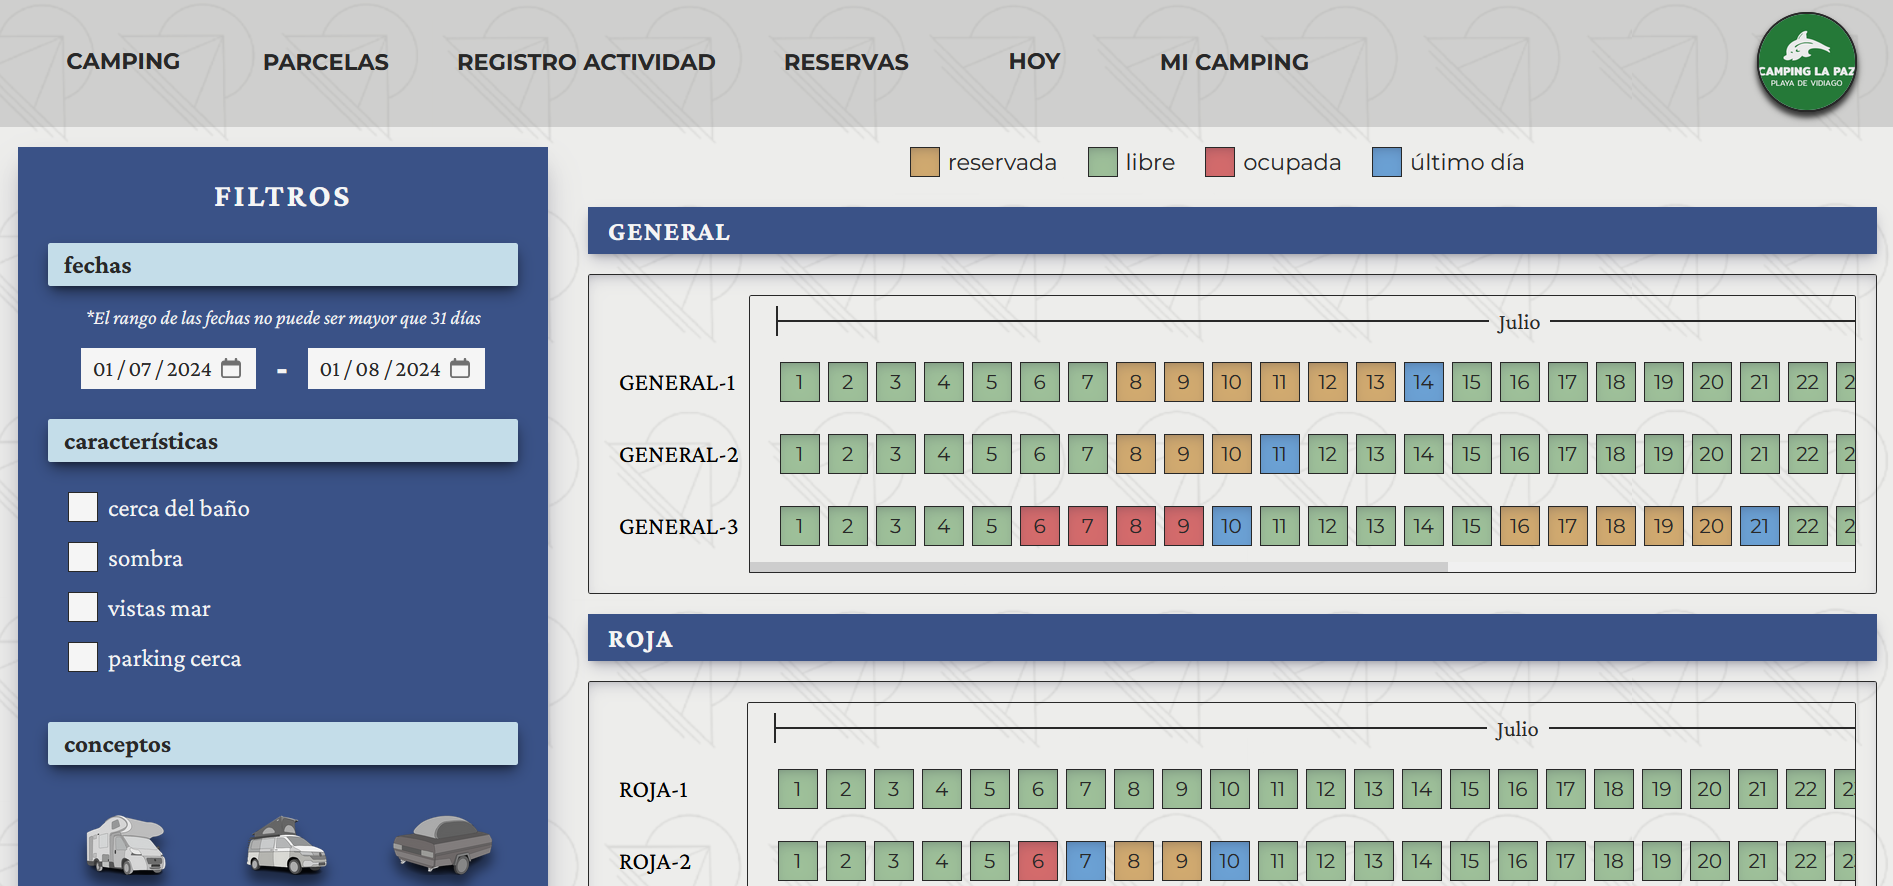 CAMPING PARCELAS REGISTRO ACTIVIDAD RESERVAS HOY MI CAMPING
CAMPING LA PAZ
PLAYA DE VIDIAGO
FILTROS
fechas
*El rango de las fechas no puede ser mayor que 31 días
01/07/2024 - 01/08/2024
características
cerca del baño
sombra
vistas mar
parking cerca
conceptos
reservada libre ocupada último día
GENERAL
Julio
GENERAL-1 1 2 3 4 5 6 7 8 9 10 11 12 13 14 15 16 17 18 19 20 21 22 2
GENERAL-2 1 2 3 4 5 6 7 8 9 10 11 12 13 14 15 16 17 18 19 20 21 22 2
GENERAL-3 1 2 3 4 5 6 7 8 9 10 11 12 13 14 15 16 17 18 19 20 21 22 2
ROJA
Julio
ROJA-1 1 2 3 4 5 6 7 8 9 10 11 12 13 14 15 16 17 18 19 20 21 22 2
ROJA-2 1 2 3 4 5 6 7 8 9 10 11 12 13 14 15 16 17 18 19 20 21 22 2